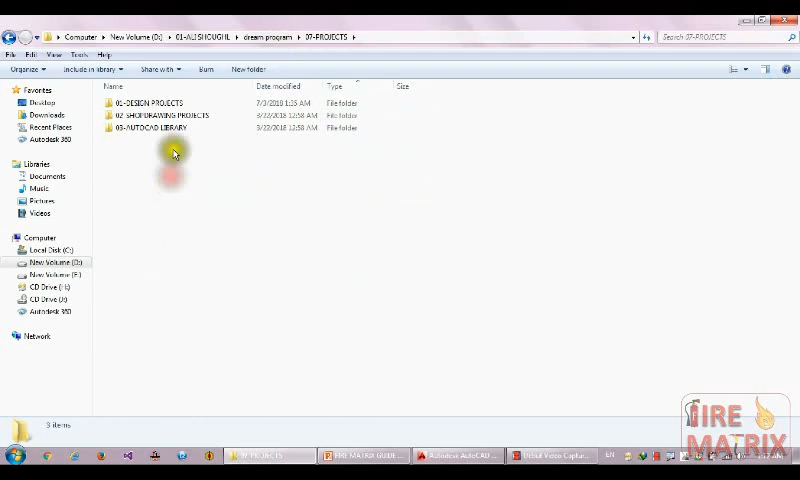 Computer ▸ New Volume (D:) ▸ 01-ALI SHOUGHL ▸ dream program ▸ 07-PROJECTS ▸
Search 07-PROJECTS
File Edit View Tools Help
Organize Include in library Share with Burn New folder
Name Date modified Type Size
Favorites
Desktop
Downloads
Recent Places
Autodesk 360
Libraries
Documents
Music
Pictures
Videos
Computer
Local Disk (C:)
New Volume (D:)
New Volume (E:)
CD Drive (H:)
Autodesk 360
Network
01-DESIGN PROJECTS 7/3/2018 1:35 AM File folder
02-SHOPDRAWING PROJECTS 3/22/2018 12:58 AM File folder
03-AUTOCAD LIBRARY 3/22/2018 12:58 AM File folder
3 items
FIRE
MATRIX
07-PROJECTS
FIRE MATRIX GUIDE ...
Autodesk AutoCAD ...
Debut Video Captur...
EN